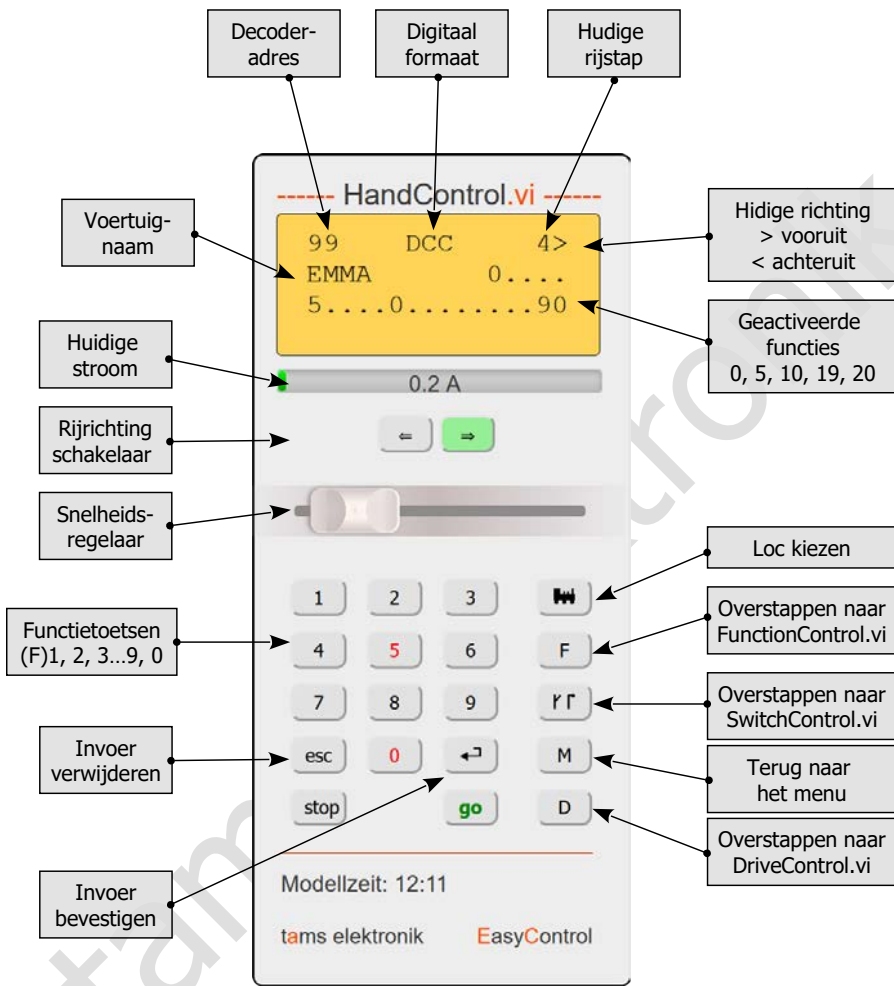 Decoder-
adres
Digitaal
formaat
Hudige
rijstap
Voertuig-
naam
Huidige
stroom
Rijrichting
schakelaar
Snelheids-
regelaar
Functietoetsen
(F)1, 2, 3...9, 0
Invoer
verwijderen
Invoer
bevestigen
------ HandControl.vi ------
99 DCC 4>
EMMA 0....
5....0........90
0.2 A
⇐ ⇒
1 2 3
4 5 6 F
7 8 9
esc 0 ↵ M
stop go D
Modellzeit: 12:11
tams elektronik EasyControl
Hidige richting
> vooruit
< achteruit
Geactiveerde
functies
0, 5, 10, 19, 20
Loc kiezen
Overstappen naar
FunctionControl.vi
Overstappen naar
SwitchControl.vi
Terug naar
het menu
Overstappen naar
DriveControl.vi